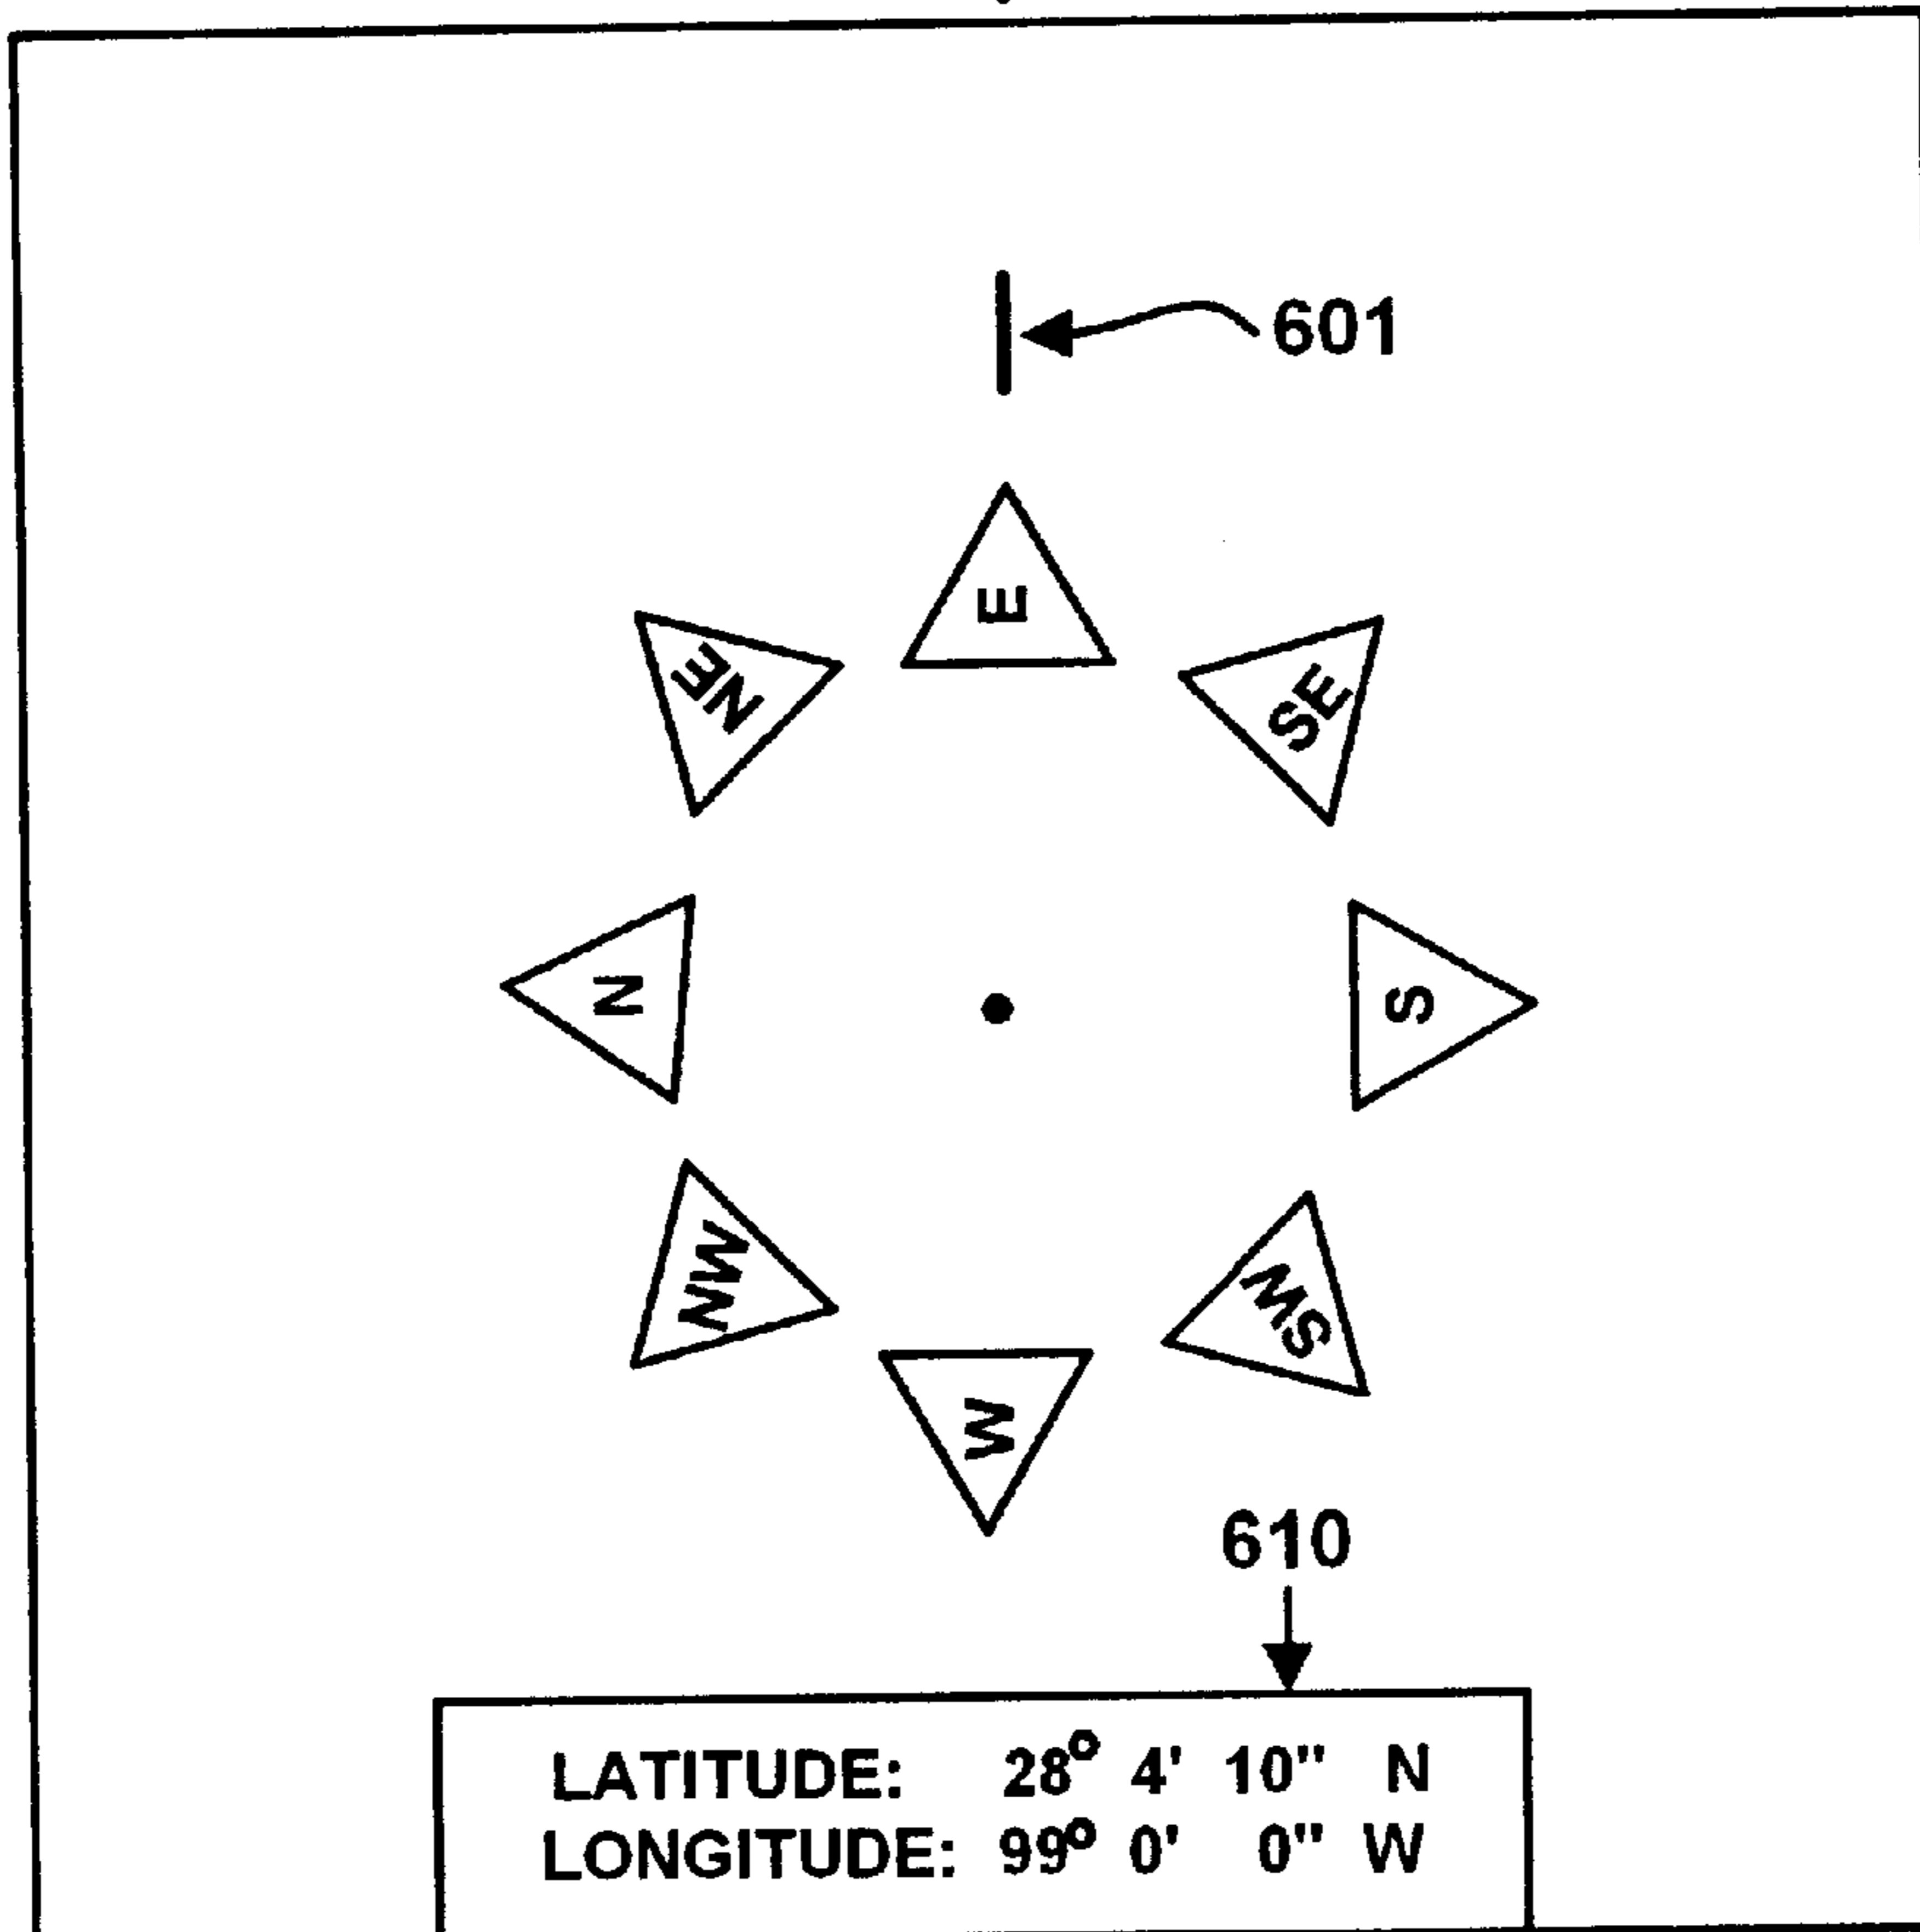 601
E
NE
SE
N
S
NW
SW
W
610
LATITUDE: 28° 4' 10" N
LONGITUDE: 99° 0' 0" W